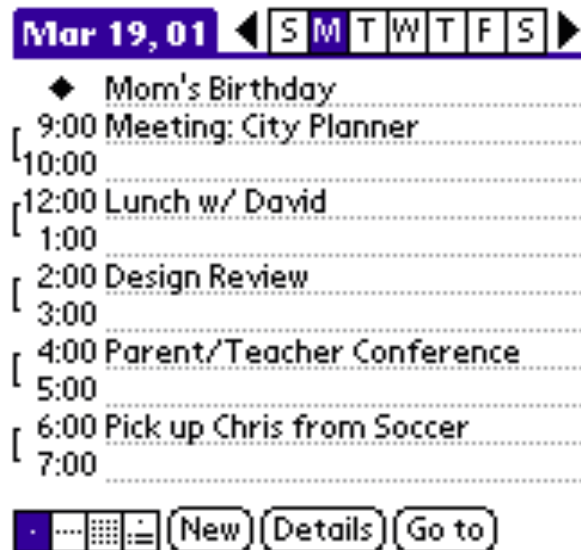 Mar 19, 01 S M T W T F S
Mom's Birthday
9:00 Meeting: City Planner
10:00
12:00 Lunch w/ David
1:00
2:00 Design Review
3:00
4:00 Parent/Teacher Conference
5:00
6:00 Pick up Chris from Soccer
7:00
New Details Go to